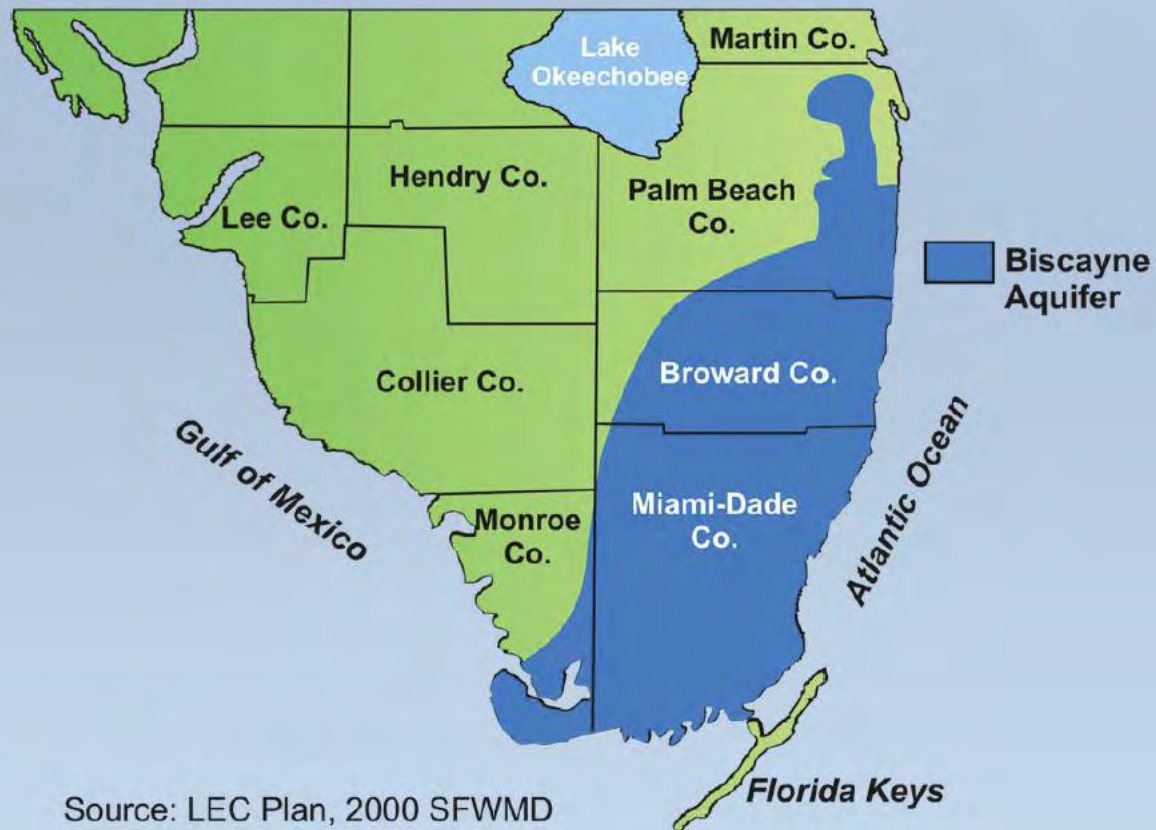 Lake
Okeechobee
Martin Co.
Hendry Co.
Palm Beach
Co.
Lee Co.
Biscayne
Aquifer
Collier Co.
Broward Co.
Gulf of Mexico
Monroe
Co.
Miami-Dade
Co.
Atlantic Ocean
Florida Keys
Source: LEC Plan, 2000 SFWMD